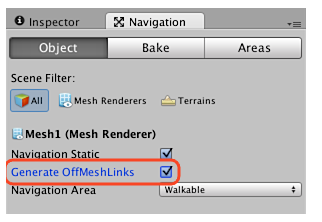 Inspector Navigation
Object Bake Areas
Scene Filter:
All Mesh Renderers Terrains
Mesh1 (Mesh Renderer)
Navigation Static
Generate OffMeshLinks
Navigation Area Walkable